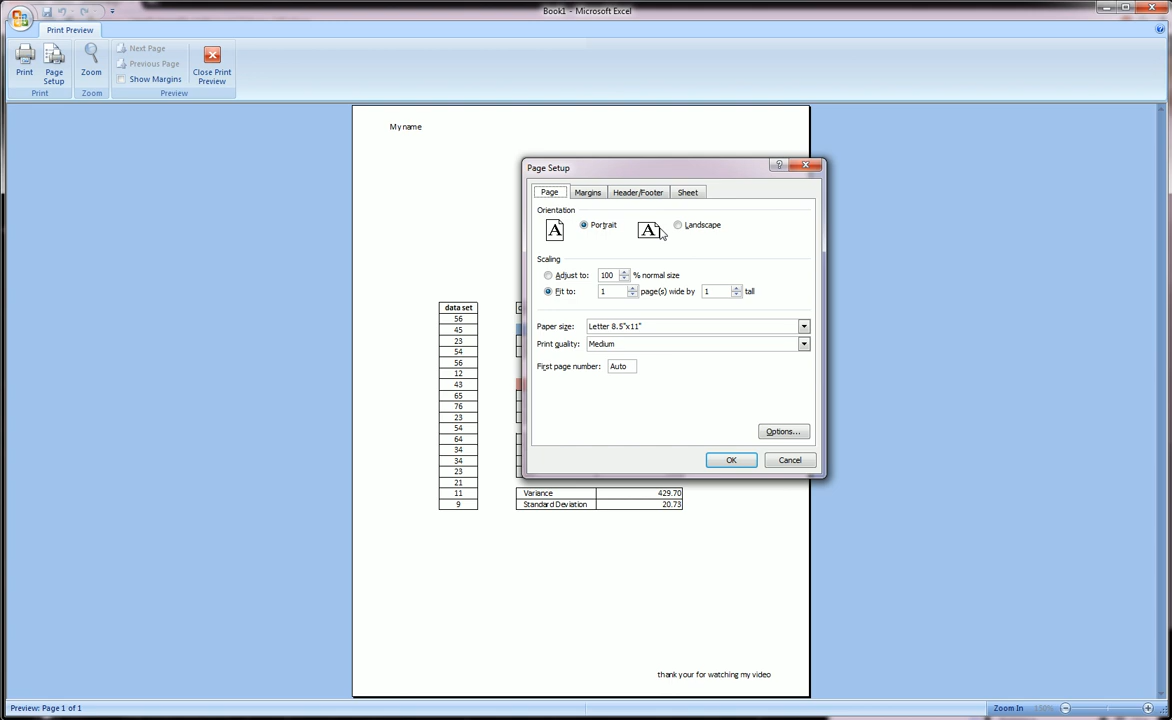 Book1 - Microsoft Excel
Print Preview
Print
Page Setup
Zoom
Next Page
Previous Page
Show Margins
Close Print Preview
Print
Zoom
Preview
My name
Page Setup
Page
Margins
Header/Footer
Sheet
Orientation
A
Portrait
A
Landscape
Scaling
Adjust to: 100 % normal size
Fit to: 1 page(s) wide by 1 tall
Paper size: Letter 8.5"x11"
Print quality: Medium
First page number: Auto
Options...
OK
Cancel
data set
56
45
23
54
56
12
43
65
76
23
54
64
34
34
23
21
11
9
Variance 429.70
Standard Deviation 20.73
thank your for watching my video
Preview: Page 1 of 1
Zoom In 150%